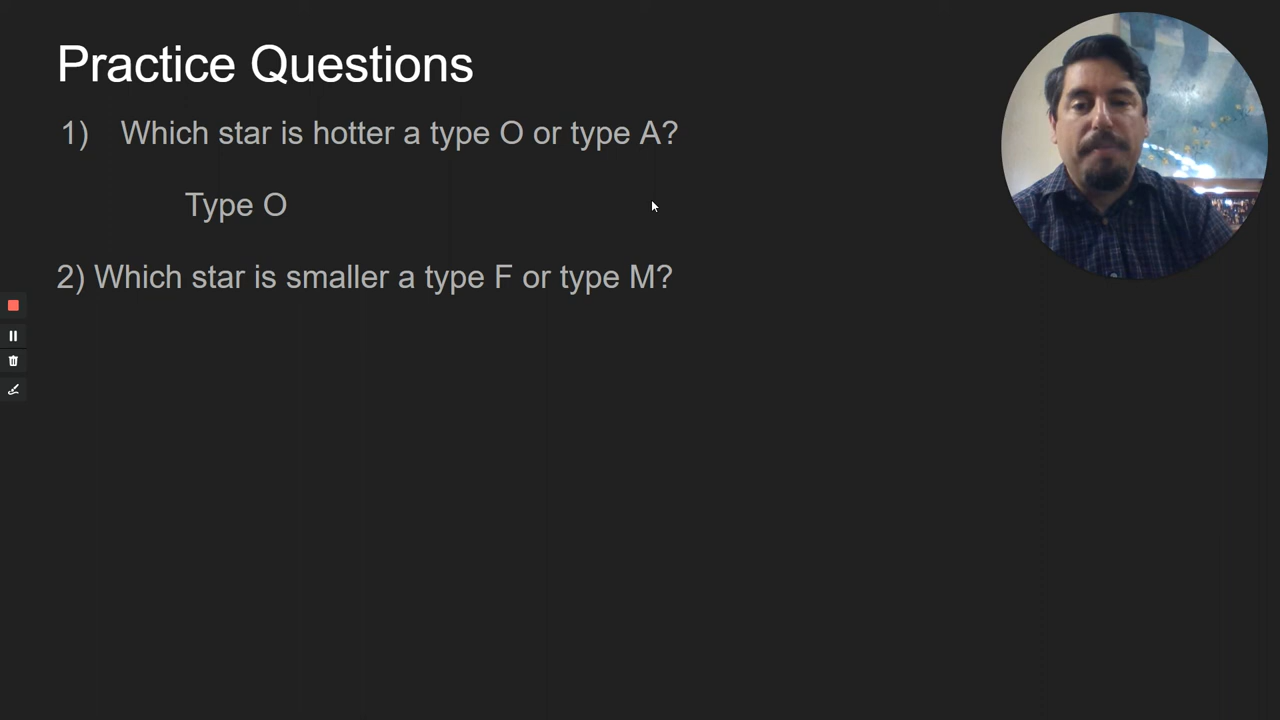 Practice Questions
1) Which star is hotter a type O or type A?
Type O
2) Which star is smaller a type F or type M?